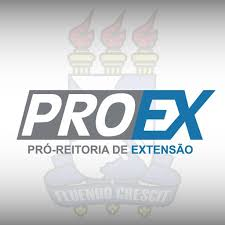 PROEX
PRÓ-REITORIA DE EXTENSÃO
FLUENDO CRESCIT